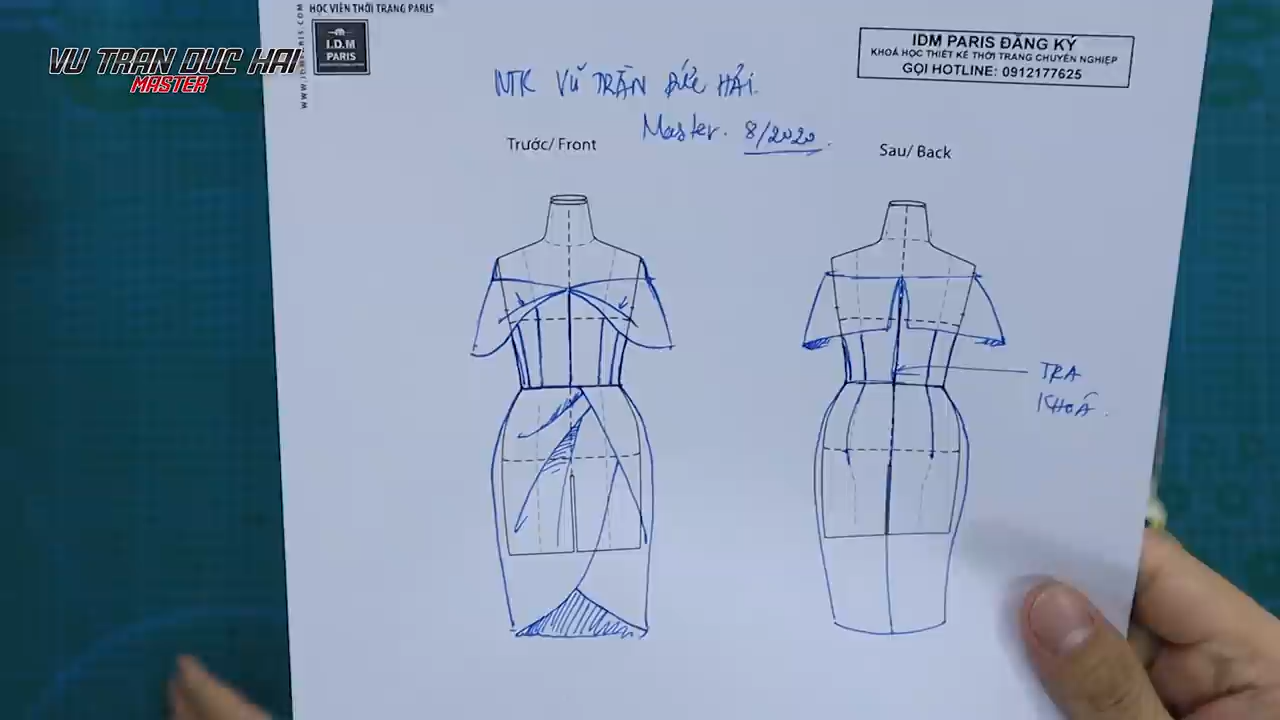 HỌC VIỆN THỜI TRANG PARIS
I.D.M
PARIS
VU TRAN DUC HAI
MASTER
IDM PARIS ĐĂNG KÝ
KHOÁ HỌC THIẾT KẾ THỜI TRANG CHUYÊN NGHIỆP
GỌI HOTLINE: 0912177625
NTK VŨ TRẦN ĐỨC HẢI.
Master. 8/2020.
Trước/ Front
Sau/ Back
TRA
KHOÁ.